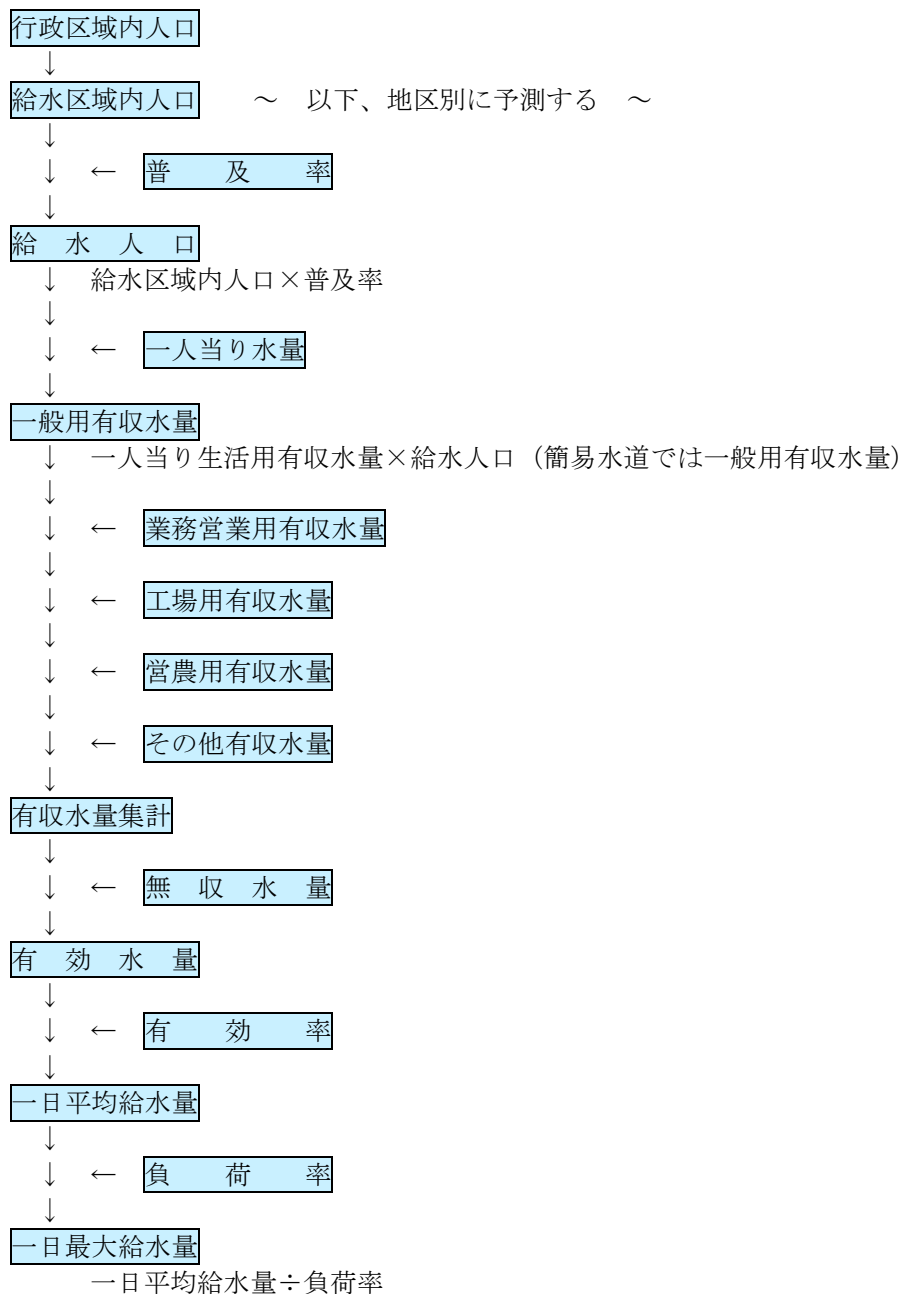 行政区域内人口
↓
給水区域内人口 ～ 以下、地区別に予測する ～
↓
↓ ← 普及率
↓
給水人口
↓ 給水区域内人口×普及率
↓
↓ ← 一人当り水量
↓
一般用有収水量
↓ 一人当り生活用有収水量×給水人口（簡易水道では一般用有収水量）
↓
↓ ← 業務営業用有収水量
↓
↓ ← 工場用有収水量
↓
↓ ← 営農用有収水量
↓
↓ ← その他有収水量
↓
有収水量集計
↓
↓ ← 無収水量
↓
有効水量
↓
↓ ← 有効率
↓
一日平均給水量
↓
↓ ← 負荷率
↓
一日最大給水量
一日平均給水量÷負荷率